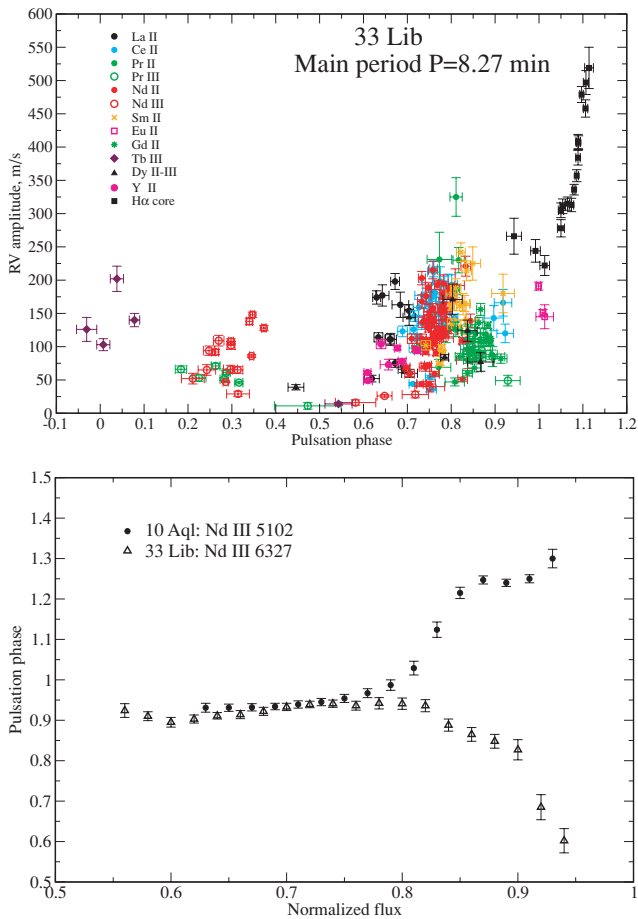 33 Lib
Main period P=8.27 min
La II
Ce II
Pr II
Pr III
Nd II
Nd III
Sm II
Eu II
Gd II
Tb III
Dy II-III
Y II
Hα core
RV amplitude, m/s
600
550
500
450
400
350
300
250
200
150
100
50
0
-0.1 0 0.1 0.2 0.3 0.4 0.5 0.6 0.7 0.8 0.9 1 1.1 1.2
Pulsation phase
10 Aql: Nd III 5102
33 Lib: Nd III 6327
Pulsation phase
1.5
1.4
1.3
1.2
1.1
1
0.9
0.8
0.7
0.6
0.5
0.5 0.6 0.7 0.8 0.9 1
Normalized flux